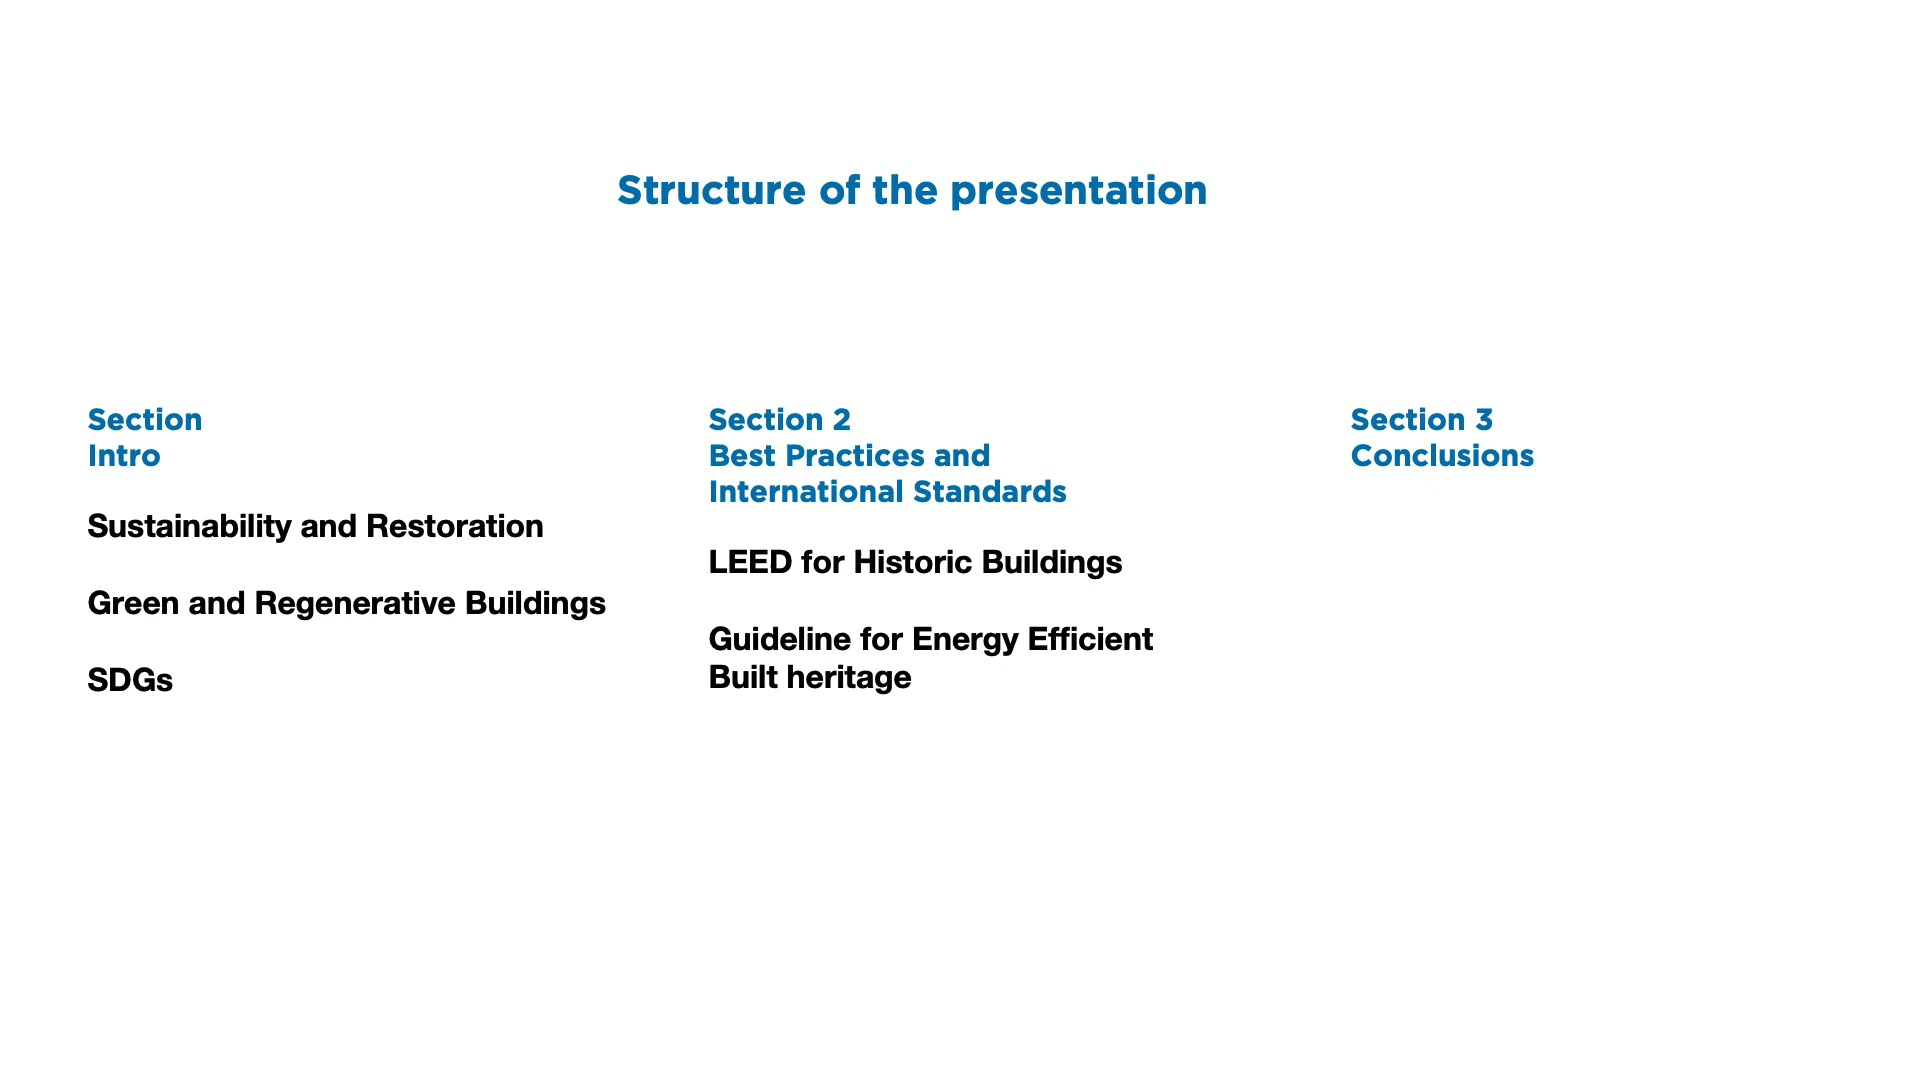 Structure of the presentation
Section
Intro
Sustainability and Restoration
Green and Regenerative Buildings
SDGs
Section 2
Best Practices and
International Standards
LEED for Historic Buildings
Guideline for Energy Efficient
Built heritage
Section 3
Conclusions